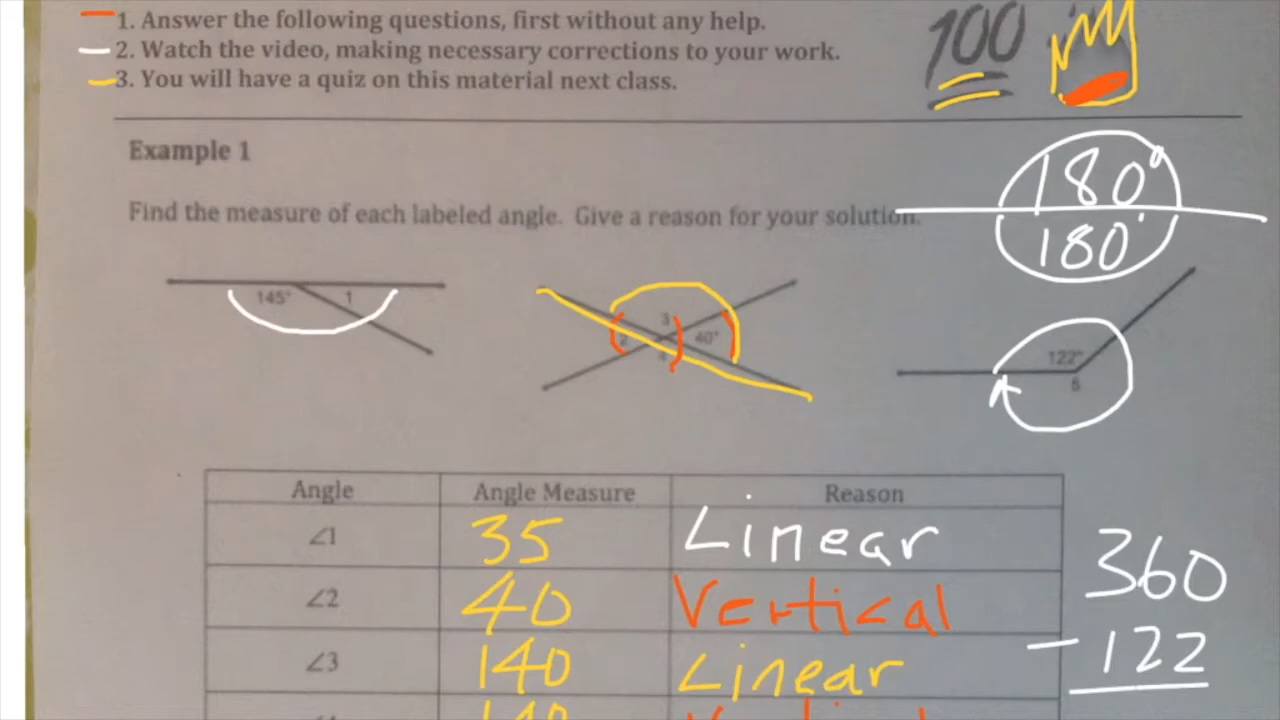 1. Answer the following questions, first without any help.
2. Watch the video, making necessary corrections to your work.
3. You will have a quiz on this material next class.
100
Example 1
180°
Find the measure of each labeled angle. Give a reason for your solution.
180°
145° 1
3
2 40°
4
122°
5
Angle Angle Measure Reason
∠1 35 Linear
∠2 40 Vertical
∠3 140 Linear
360
- 122
140